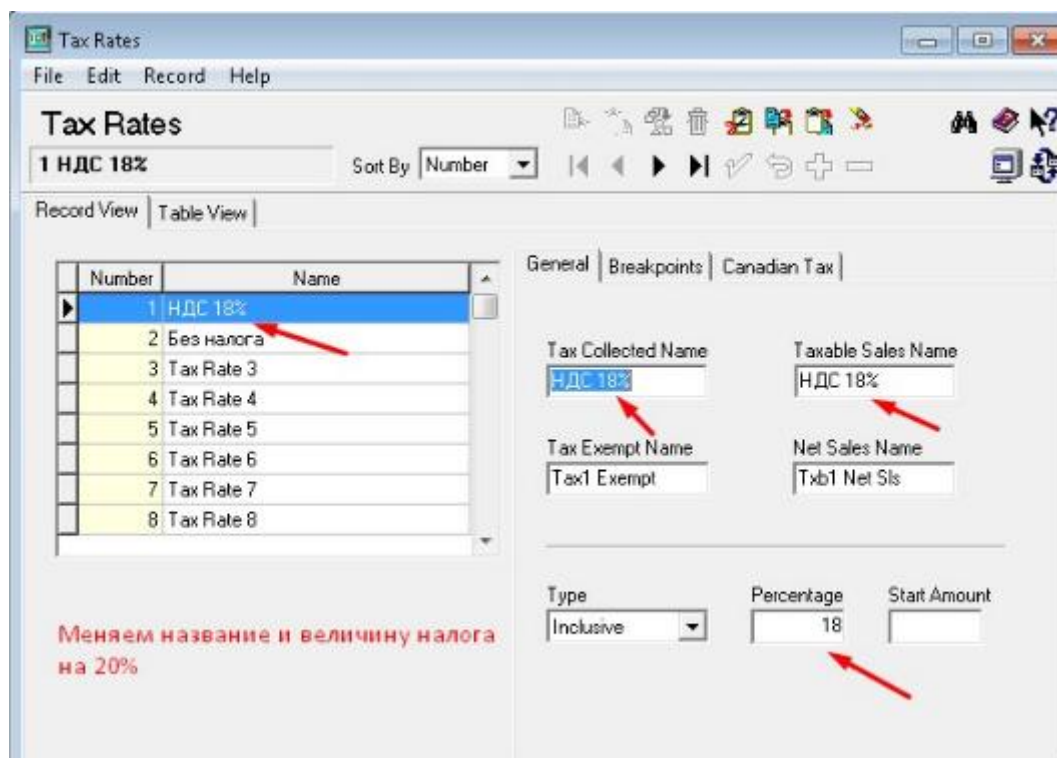 Tax Rates
File Edit Record Help
Tax Rates
1 НДС 18% Sort By Number
Record View Table View
Number Name
1 НДС 18%
2 Без налога
3 Tax Rate 3
4 Tax Rate 4
5 Tax Rate 5
6 Tax Rate 6
7 Tax Rate 7
8 Tax Rate 8
General Breakpoints Canadian Tax
Tax Collected Name Taxable Sales Name
НДС 18% НДС 18%
Tax Exempt Name Net Sales Name
Tax1 Exempt Txb1 Net Sls
Type Percentage Start Amount
Inclusive 18
Меняем название и величину налога
на 20%